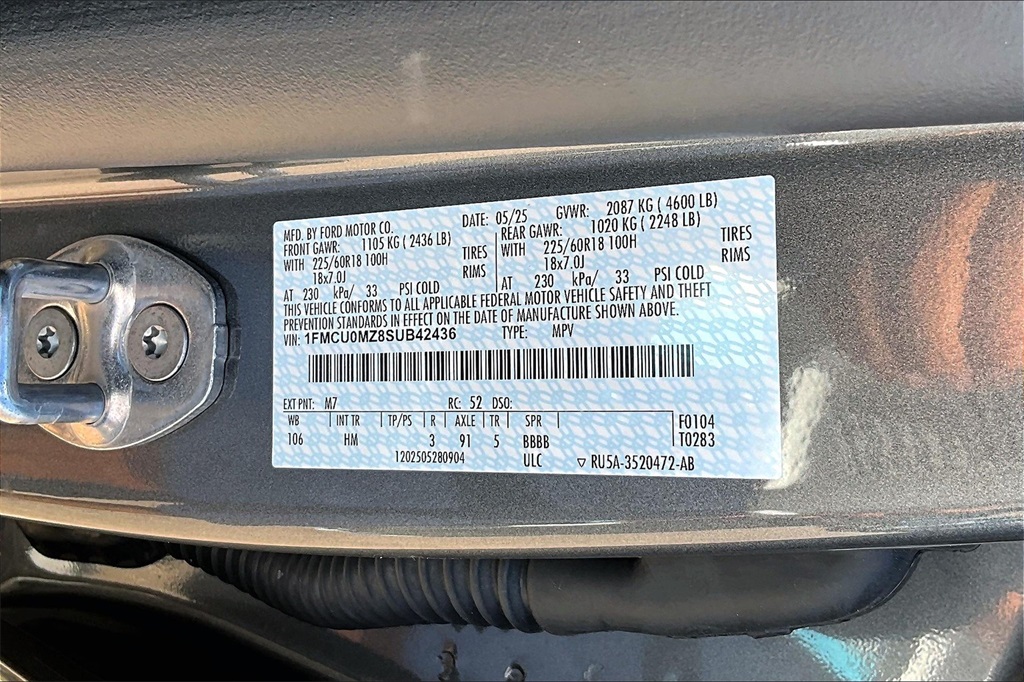 MFD. BY FORD MOTOR CO. DATE: 05/25 GVWR: 2087 KG ( 4600 LB)
FRONT GAWR: 1105 KG ( 2436 LB) REAR GAWR: 1020 KG ( 2248 LB)
WITH 225/60R18 100H TIRES WITH 225/60R18 100H TIRES
18x7.0J RIMS 18x7.0J RIMS
AT 230 kPa/ 33 PSI COLD AT 230 kPa/ 33 PSI COLD
THIS VEHICLE CONFORMS TO ALL APPLICABLE FEDERAL MOTOR VEHICLE SAFETY AND THEFT
PREVENTION STANDARDS IN EFFECT ON THE DATE OF MANUFACTURE SHOWN ABOVE.
1FMCU0MZ8SUB42436 TYPE: MPV
EXT PNT: M7 RC: 52 DSO:
WB INT TR TP/PS R AXLE TR SPR F0104
106 HM 3 91 5 BBBB T0283
1202505280904 ULC ▽ RU5A-3520472-AB